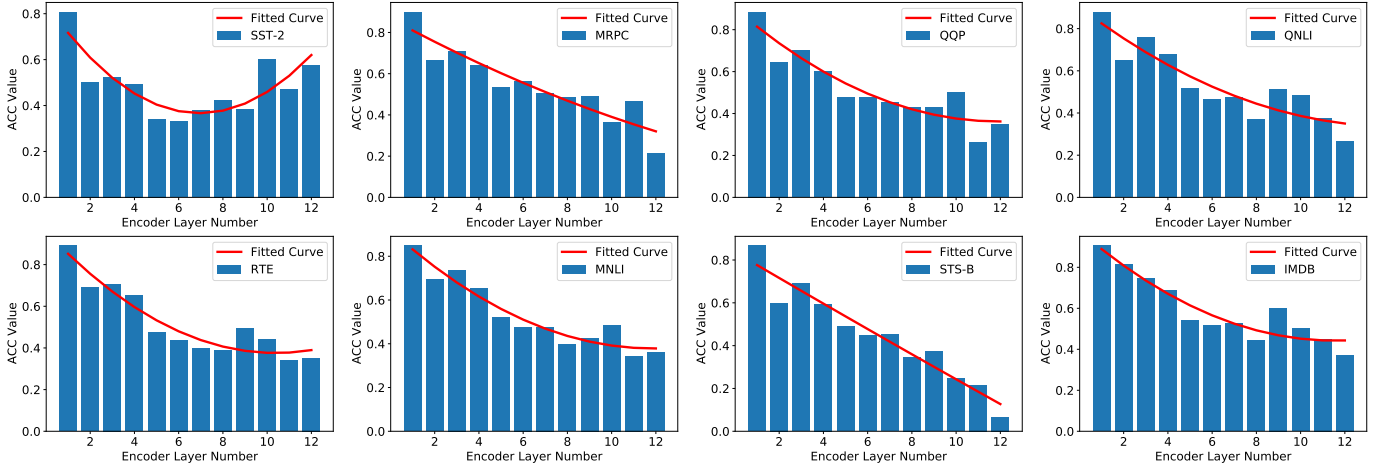 ACC Value
0.8
0.6
0.4
0.2
0.0
2 4 6 8 10 12
Encoder Layer Number
Fitted Curve
SST-2
ACC Value
0.8
0.6
0.4
0.2
0.0
2 4 6 8 10 12
Encoder Layer Number
Fitted Curve
MRPC
ACC Value
0.8
0.6
0.4
0.2
0.0
2 4 6 8 10 12
Encoder Layer Number
Fitted Curve
QQP
ACC Value
0.8
0.6
0.4
0.2
0.0
2 4 6 8 10 12
Encoder Layer Number
Fitted Curve
QNLI
ACC Value
0.8
0.6
0.4
0.2
0.0
2 4 6 8 10 12
Encoder Layer Number
Fitted Curve
RTE
ACC Value
0.8
0.6
0.4
0.2
0.0
2 4 6 8 10 12
Encoder Layer Number
Fitted Curve
MNLI
ACC Value
0.8
0.6
0.4
0.2
0.0
2 4 6 8 10 12
Encoder Layer Number
Fitted Curve
STS-B
ACC Value
0.8
0.6
0.4
0.2
0.0
2 4 6 8 10 12
Encoder Layer Number
Fitted Curve
IMDB